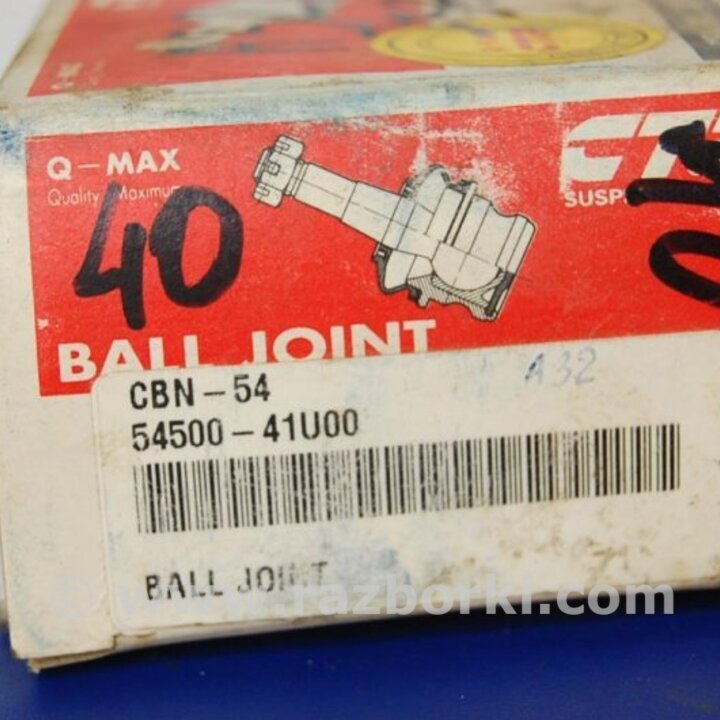 Q-MAX
Quality Maximum
40
CT
SUSP
BALL JOINT
A32
CBN-54
54500-41U00
BALL JOINT
© www.razborki.com